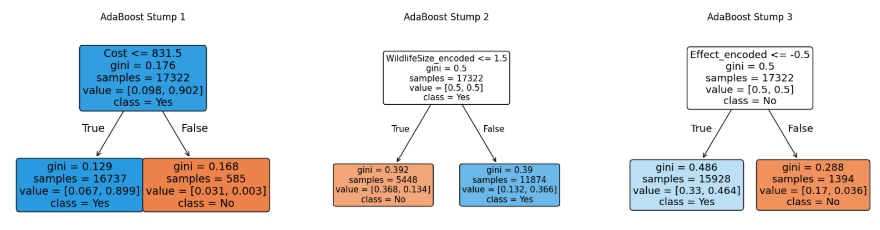 AdaBoost Stump 1
Cost <= 831.5
gini = 0.176
samples = 17322
value = [0.098, 0.902]
class = Yes
True
False
gini = 0.129
samples = 16737
value = [0.067, 0.899]
class = Yes
gini = 0.168
samples = 585
value = [0.031, 0.003]
class = No
AdaBoost Stump 2
WildlifeSize_encoded <= 1.5
gini = 0.5
samples = 17322
value = [0.5, 0.5]
class = Yes
True
False
gini = 0.392
samples = 5448
value = [0.368, 0.134]
class = No
gini = 0.39
samples = 11874
value = [0.132, 0.366]
class = Yes
AdaBoost Stump 3
Effect_encoded <= -0.5
gini = 0.5
samples = 17322
value = [0.5, 0.5]
class = No
True
False
gini = 0.486
samples = 15928
value = [0.33, 0.464]
class = Yes
gini = 0.288
samples = 1394
value = [0.17, 0.036]
class = No